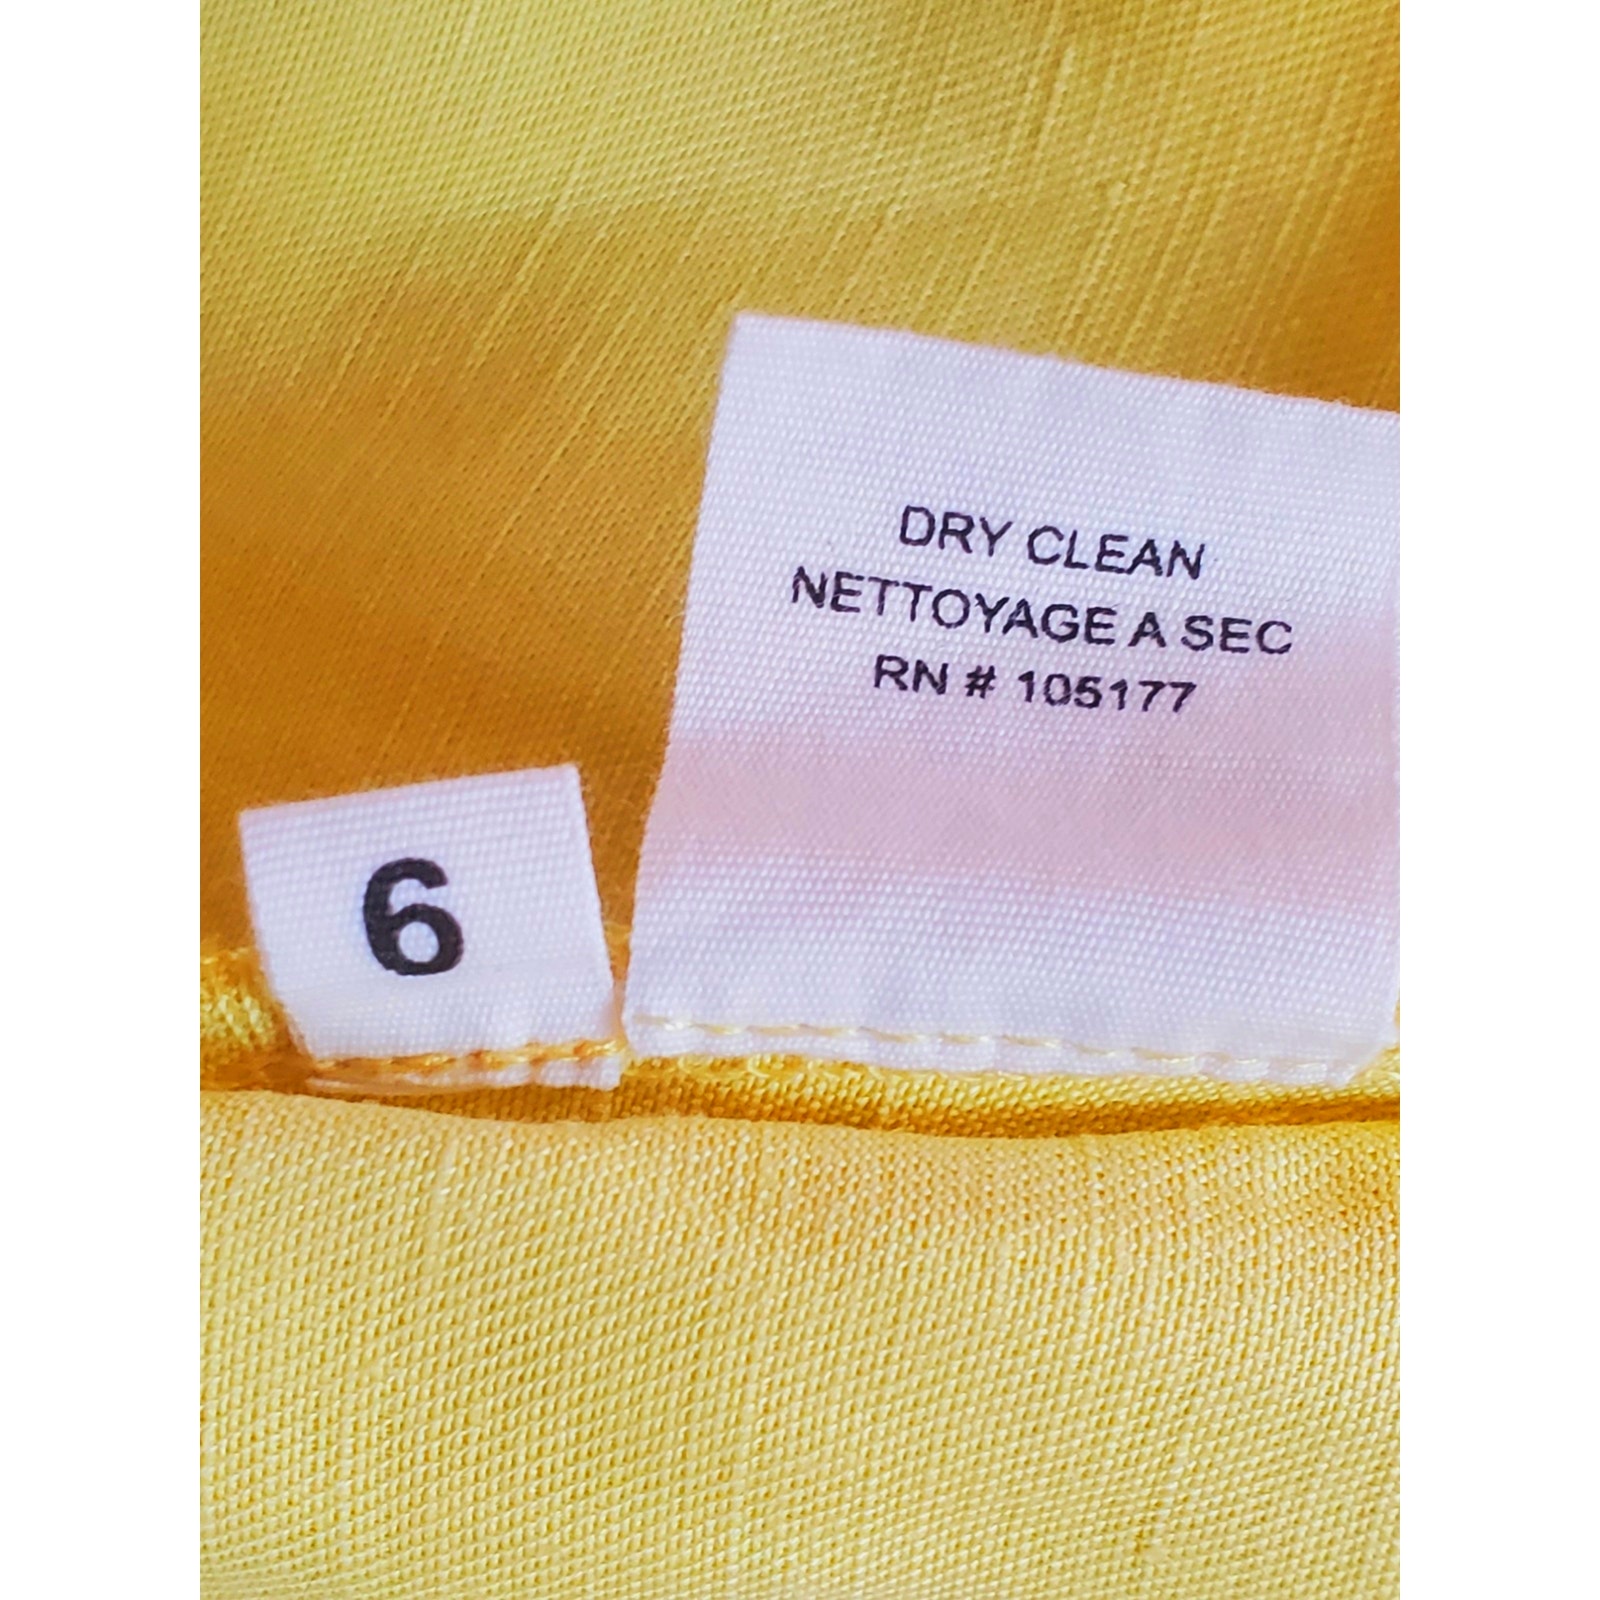 DRY CLEAN
NETTOYAGE A SEC
RN # 105177
6